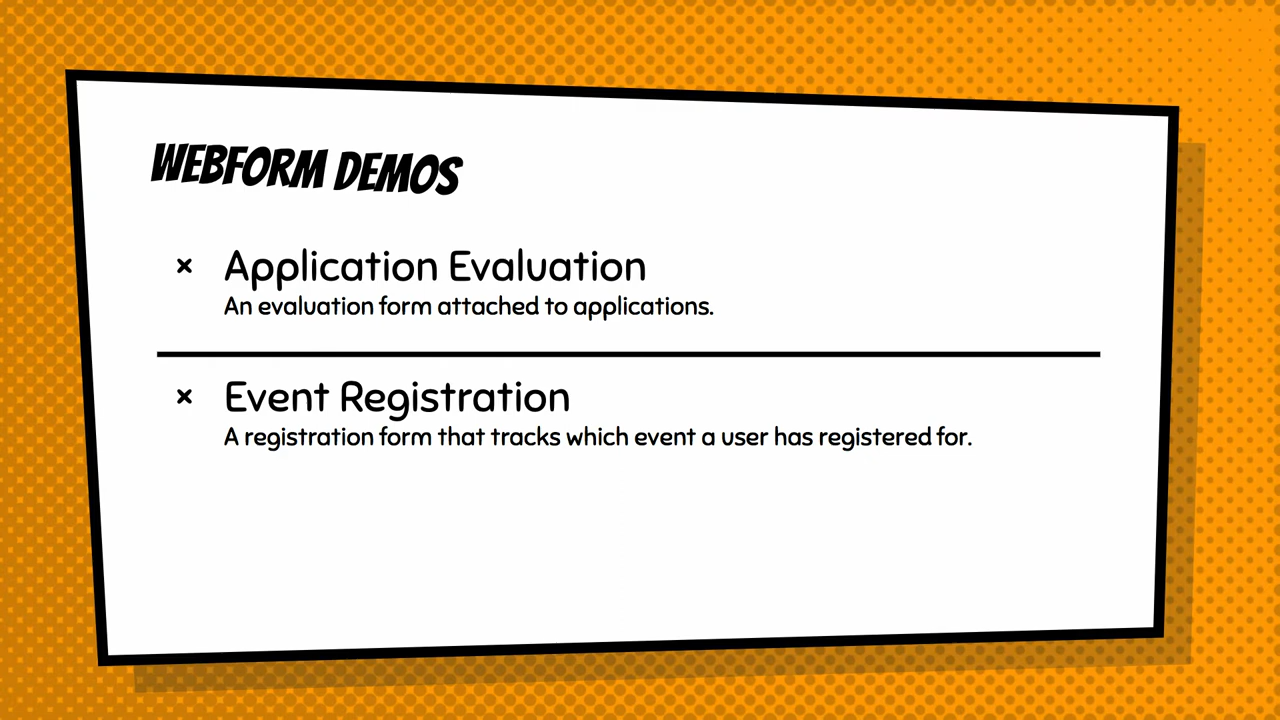 WEBFORM DEMOS
× Application Evaluation
An evaluation form attached to applications.
× Event Registration
A registration form that tracks which event a user has registered for.